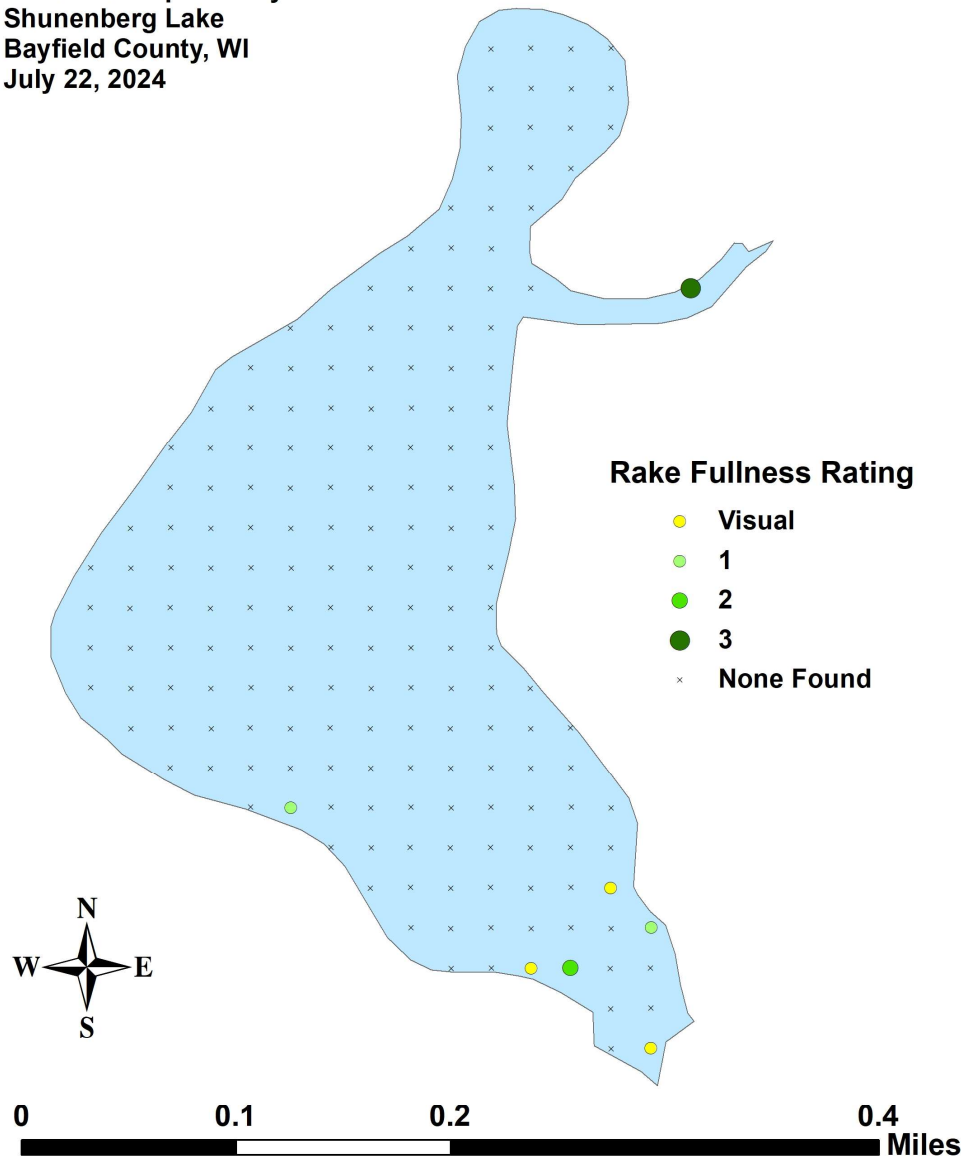 Shunenberg Lake
Bayfield County, WI
July 22, 2024
Rake Fullness Rating
Visual
1
2
3
None Found
N
W E
S
0 0.1 0.2 0.4
Miles